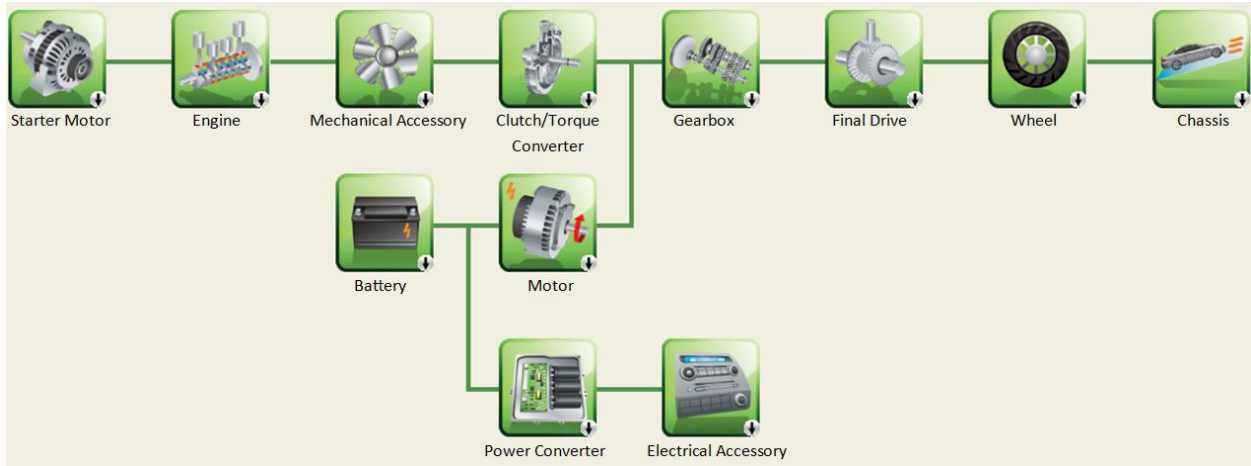 Starter Motor
Engine
Mechanical Accessory
Clutch/Torque
Converter
Gearbox
Final Drive
Wheel
Chassis
Battery
Motor
Power Converter
Electrical Accessory